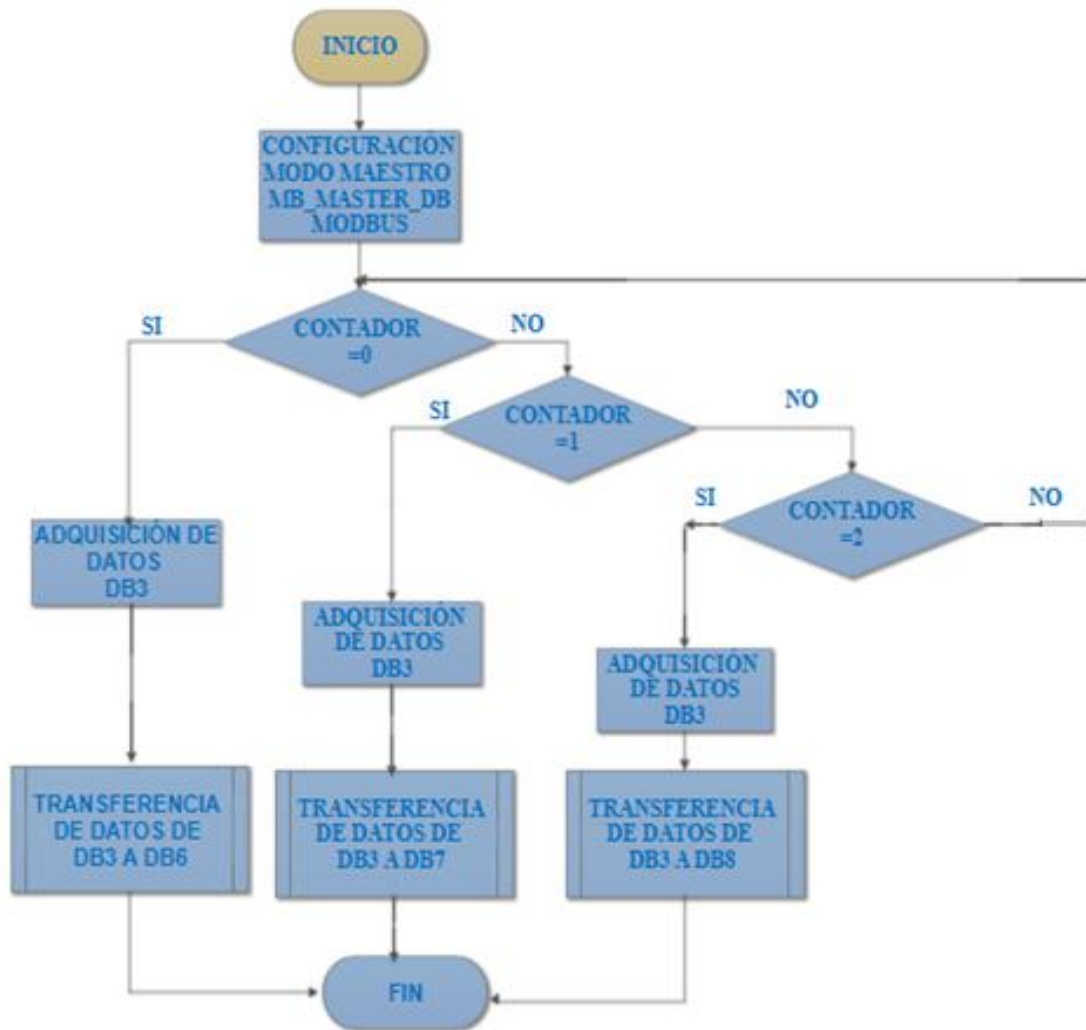 INICIO
CONFIGURACIÓN
MODO MAESTRO
MB_MASTER_DB
MODBUS
SI
CONTADOR
=0
NO
SI
CONTADOR
=1
NO
SI
CONTADOR
=2
NO
ADQUISICIÓN DE
DATOS
DB3
ADQUISICIÓN
DE DATOS
DB3
ADQUISICIÓN
DE DATOS
DB3
TRANSFERENCIA
DE DATOS DE
DB3 A DB6
TRANSFERENCIA
DE DATOS DE
DB3 A DB7
TRANSFERENCIA
DE DATOS DE
DB3 A DB8
FIN